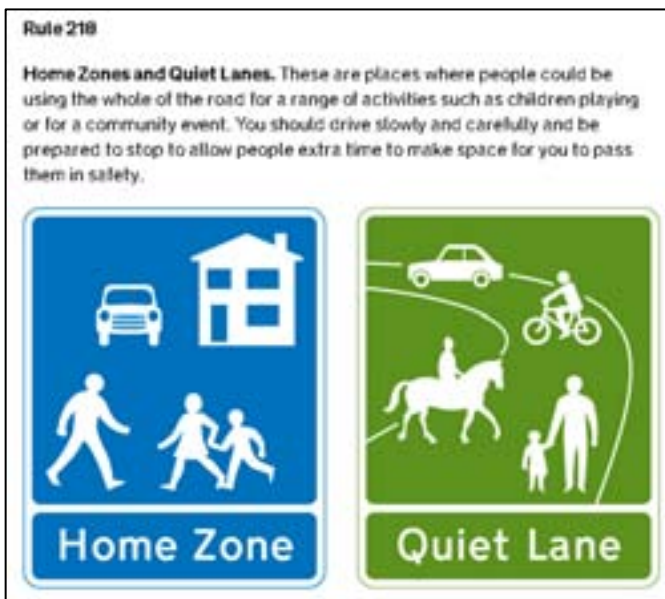 Rule 218
Home Zones and Quiet Lanes. These are places where people could be
using the whole of the road for a range of activities such as children playing
or for a community event. You should drive slowly and carefully and be
prepared to stop to allow people extra time to make space for you to pass
them in safety.
Home Zone
Quiet Lane